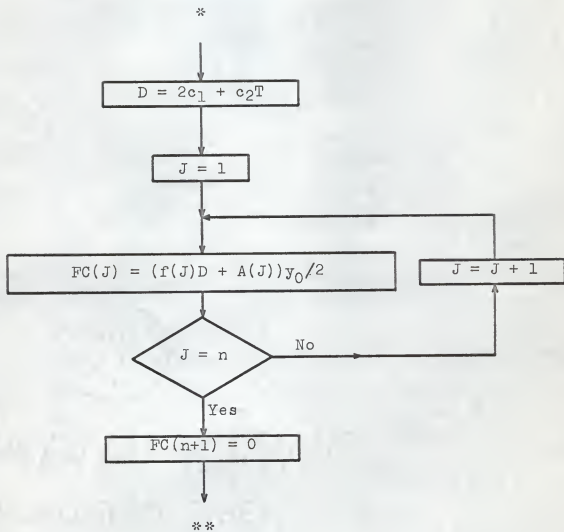 *
D = 2c₁ + c₂T
J = 1
FC(J) = (f(J)D + A(J))y₀/2
J = J + 1
J = n
No
Yes
FC(n+1) = 0
**